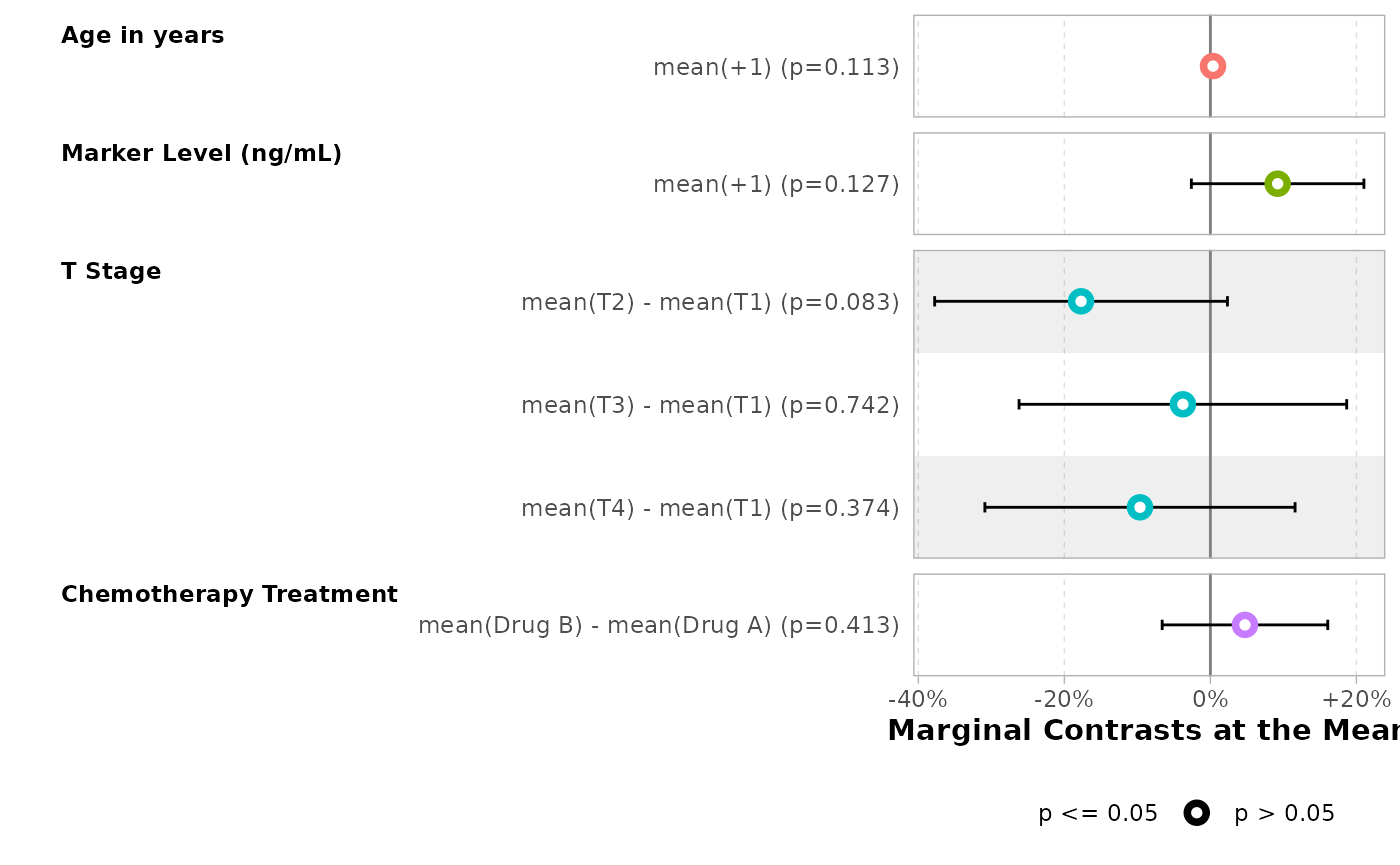 Age in years
mean(+1) (p=0.113)
Marker Level (ng/mL)
mean(+1) (p=0.127)
T Stage
mean(T2) - mean(T1) (p=0.083)
mean(T3) - mean(T1) (p=0.742)
mean(T4) - mean(T1) (p=0.374)
Chemotherapy Treatment
mean(Drug B) - mean(Drug A) (p=0.413)
-40% -20% 0% +20%
Marginal Contrasts at the Mean
p <= 0.05 p > 0.05